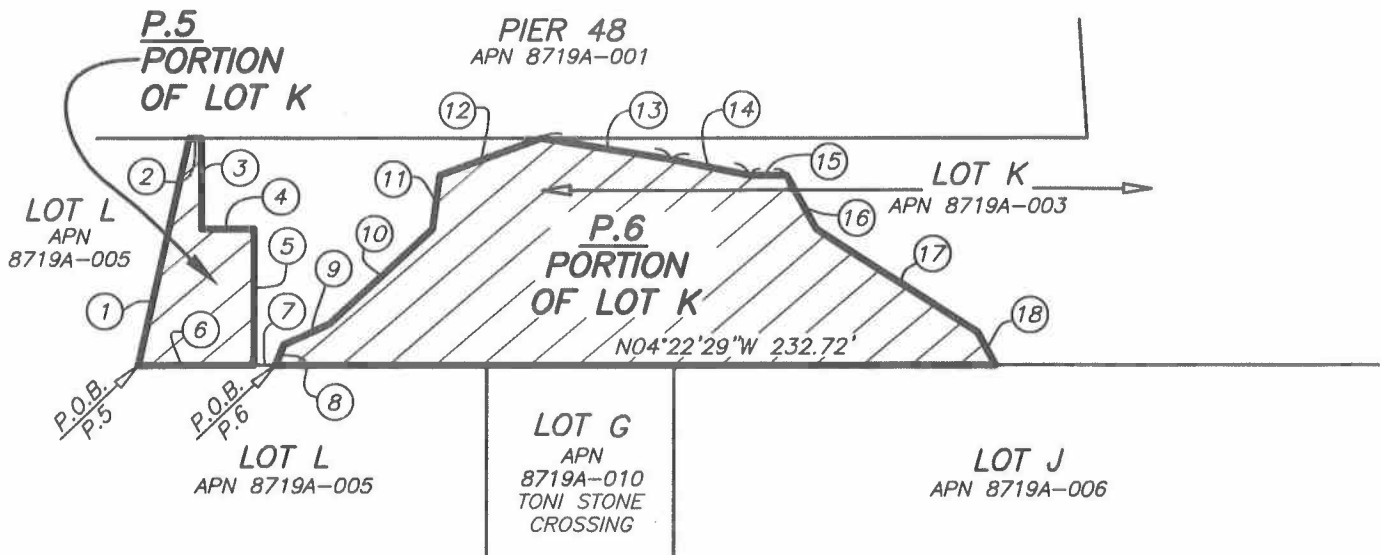 P.5
PORTION
OF LOT K
PIER 48
APN 8719A-001
12
13
14
15
2
3
11
LOT K
APN 8719A-003
4
16
LOT L
APN
8719A-005
10
P.6
PORTION
OF LOT K
5
9
17
1
6
7
18
N04°22'29"W 232.72'
8
P.O.B.
P.5
P.O.B.
P.6
LOT L
APN 8719A-005
LOT G
APN
8719A-010
TONI STONE
CROSSING
LOT J
APN 8719A-006